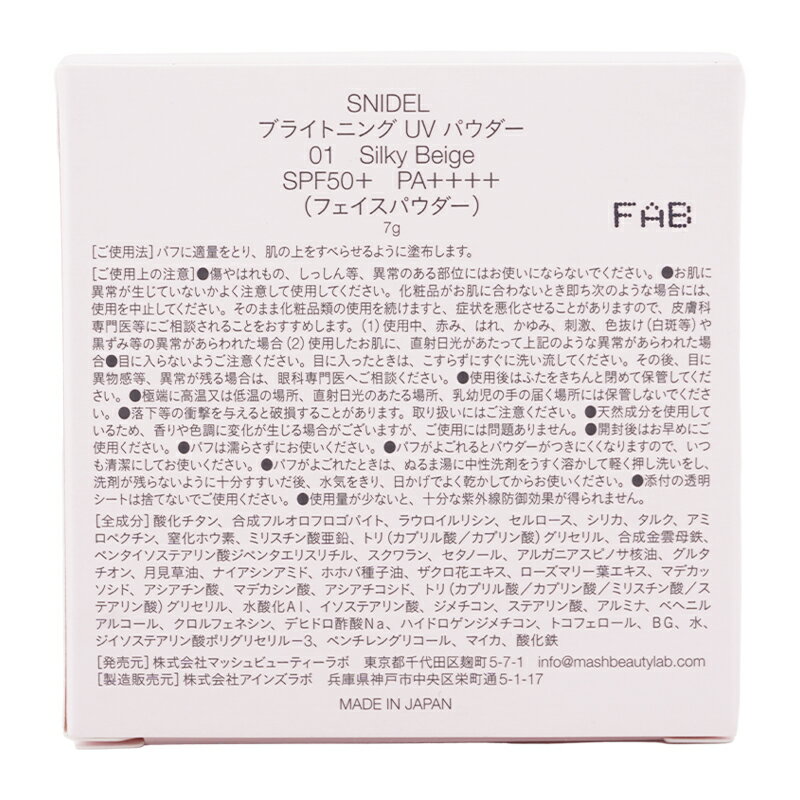 SNIDEL
ブライトニング UV パウダー
01 Silky Beige
SPF50+ PA++++
(フェイスパウダー)
7g
FAB
[ご使用法]パフに適量をとり、肌の上をすべらせるように塗布します。
[ご使用上の注意]●傷やはれもの、しっしん等、異常のある部位にはお使いにならないでください。●お肌に
異常が生じていないかよく注意して使用してください。化粧品がお肌に合わないとき即ち次のような場合には、
使用を中止してください。そのまま化粧品類の使用を続けますと、症状を悪化させることがありますので、皮膚科
専門医等にご相談されることをおすすめします。(1)使用中、赤み、はれ、かゆみ、刺激、色抜け(白斑等)や
黒ずみ等の異常があらわれた場合(2)使用したお肌に、直射日光があたって上記のような異常があらわれた場
合●目に入らないようご注意ください。目に入ったときは、こすらずにすぐに洗い流してください。その後、目に
異物感等、異常が残る場合は、眼科専門医へご相談ください。●使用後はふたをきちんと閉めて保管してくだ
さい。●極端に高温又は低温の場所、直射日光のあたる場所、乳幼児の手の届く場所には保管しないでくださ
い。●落下等の衝撃を与えると破損することがあります。取り扱いにはご注意ください。●天然成分を使用して
いるため、香りや色調に変化が生じる場合がございますが、ご使用には問題ありません。●開封後はお早めにご
使用ください。●パフは濡らさずにお使いください。●パフがよごれるとパウダーがつきにくくなりますので、いつ
も清潔にしてお使いください。●パフがよごれたときは、ぬるま湯に中性洗剤をうすく溶かして軽く押し洗いをし、
洗剤が残らないように十分すすいだ後、水気をきり、日かげでよく乾かしてからお使いください。●添付の透明
シートは捨てないでご使用ください。●使用量が少ないと、十分な紫外線防御効果が得られません。
[全成分]酸化チタン、合成フルオロフロゴパイト、ラウロイルリシン、セルロース、シリカ、タルク、アミ
ロペクチン、窒化ホウ素、ミリスチン酸亜鉛、トリ(カプリル酸/カプリン酸)グリセリル、合成金雲母鉄、
ペンタイソステアリン酸ジペンタエリスリチル、スクワラン、セタノール、アルガニアスピノサ核油、グルタ
チオン、月見草油、ナイアシンアミド、ホホバ種子油、ザクロ花エキス、ローズマリー葉エキス、マデカッ
ソシド、アシアチン酸、マデカシン酸、アシアチコシド、トリ(カプリル酸/カプリン酸/ミリスチン酸/ス
テアリン酸)グリセリル、水酸化Al、イソステアリン酸、ジメチコン、ステアリン酸、アルミナ、ベヘニル
アルコール、クロルフェネシン、デヒドロ酢酸Na、ハイドロゲンジメチコン、トコフェロール、BG、水、
ジイソステアリン酸ポリグリセリル-3、ペンチレングリコール、マイカ、酸化鉄
[発売元]株式会社マッシュビューティーラボ 東京都千代田区麹町5-7-1 info@mashbeautylab.com
[製造販売元]株式会社アインズラボ 兵庫県神戸市中央区栄町通5-1-17
MADE IN JAPAN